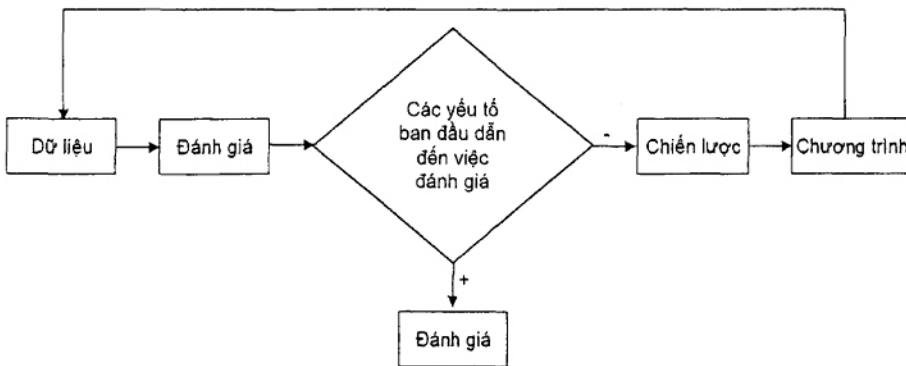 Dữ liệu
Đánh giá
Các yếu tố
ban đầu dẫn
đến việc
đánh giá
-
Chiến lược
Chương trình
+
Đánh giá